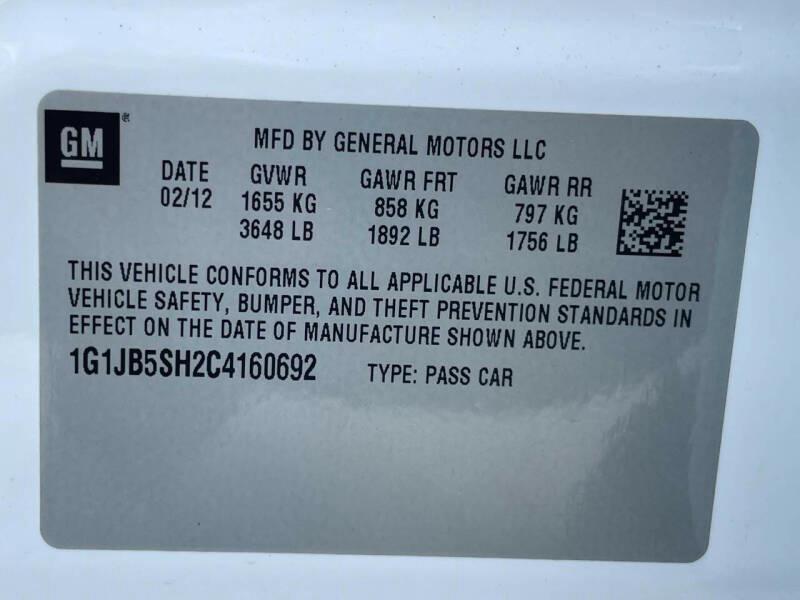 GM ®
MFD BY GENERAL MOTORS LLC
DATE GVWR GAWR FRT GAWR RR
02/12 1655 KG 858 KG 797 KG
3648 LB 1892 LB 1756 LB
THIS VEHICLE CONFORMS TO ALL APPLICABLE U.S. FEDERAL MOTOR
VEHICLE SAFETY, BUMPER, AND THEFT PREVENTION STANDARDS IN
EFFECT ON THE DATE OF MANUFACTURE SHOWN ABOVE.
1G1JB5SH2C4160692 TYPE: PASS CAR